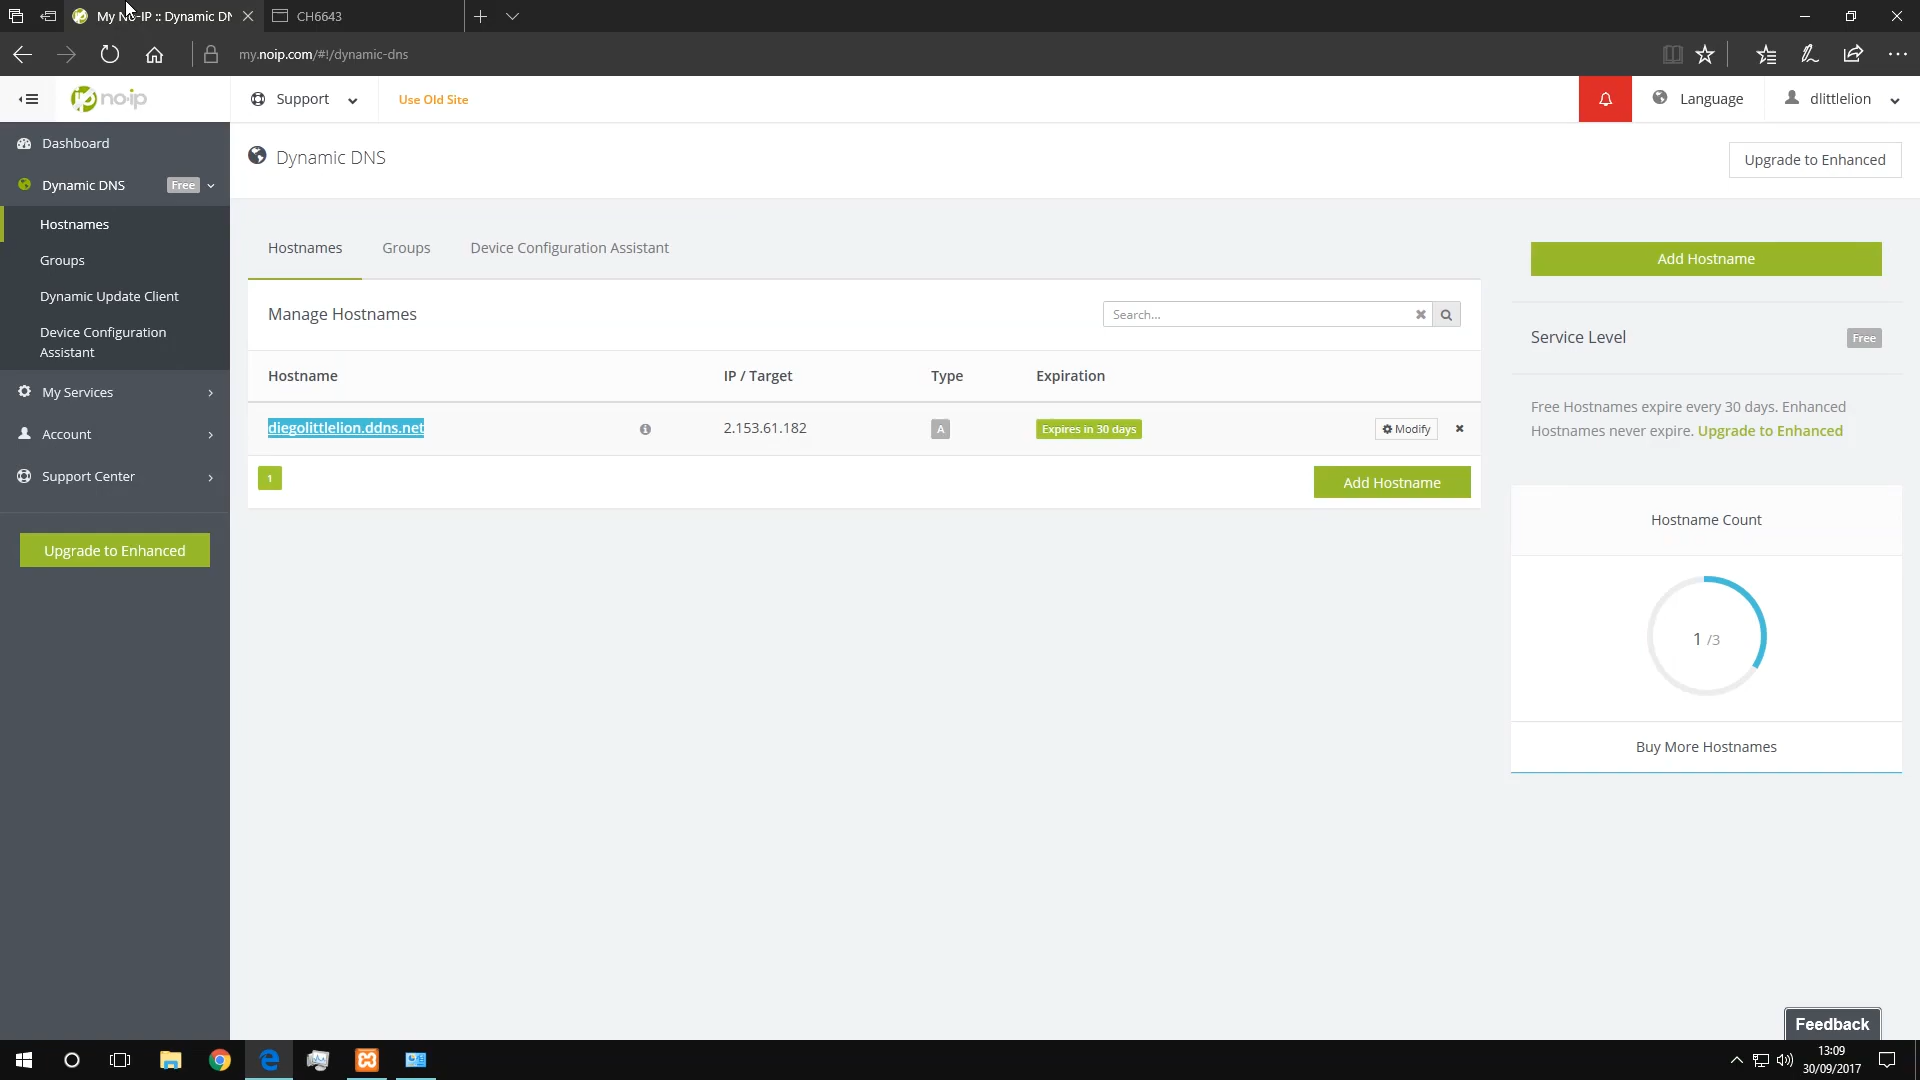 My No-IP :: Dynamic DN
CH6643
my.noip.com/#!/dynamic-dns
no-ip
Support
Use Old Site
Language
dlittlelion
Dashboard
Dynamic DNS
Free
Hostnames
Groups
Dynamic Update Client
Device Configuration
Assistant
My Services
Account
Support Center
Upgrade to Enhanced
Dynamic DNS
Upgrade to Enhanced
Hostnames
Groups
Device Configuration Assistant
Manage Hostnames
Search...
Hostname
IP / Target
Type
Expiration
diegolittlelion.ddns.net
2.153.61.182
A
Expires in 30 days
Modify
1
Add Hostname
Add Hostname
Service Level
Free
Free Hostnames expire every 30 days. Enhanced
Hostnames never expire. Upgrade to Enhanced
Hostname Count
1 /3
Buy More Hostnames
Feedback
13:09
30/09/2017